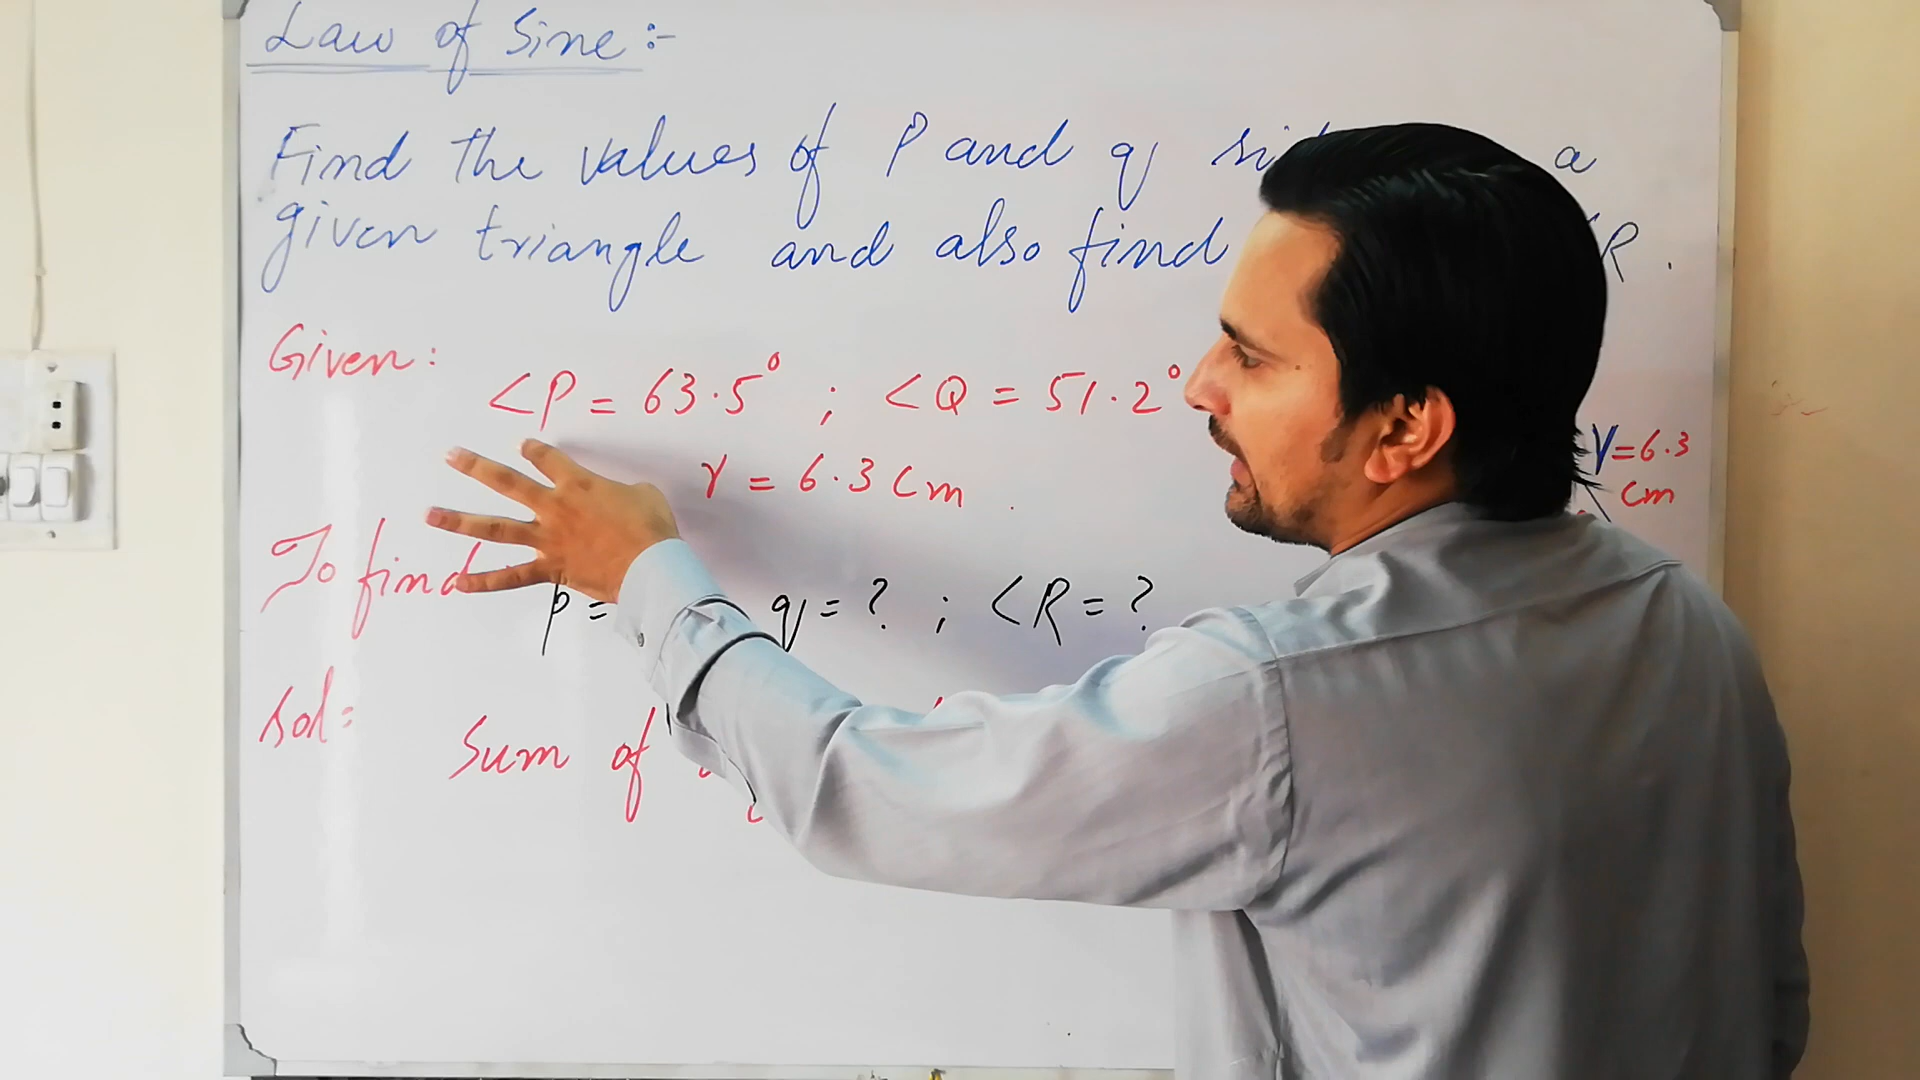 Law of Sine :-
Find the values of P and q a
given triangle and also find R.
Given:
<P = 63.5° ; <Q = 51.2°
r = 6.3 cm.
r=6.3
cm
To find
p= q=? ; <R=?
Sol:
Sum of